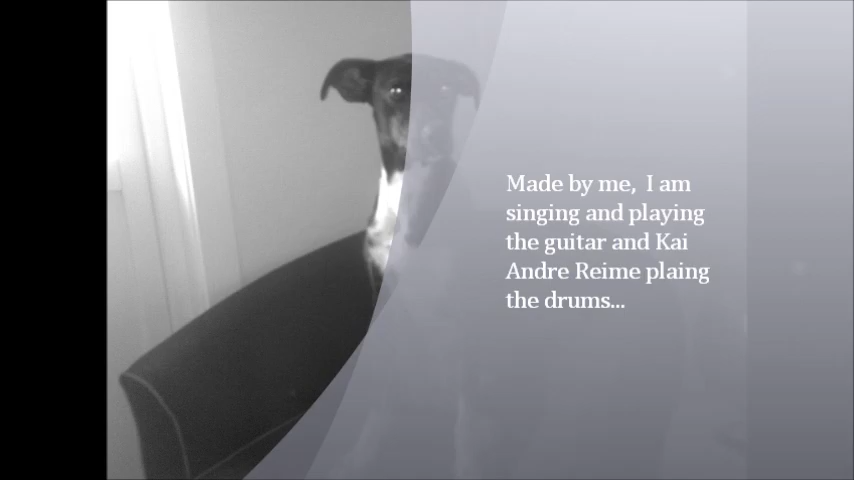 Made by me,  I am
singing and playing
the guitar and Kai
Andre Reime plaing
the drums...